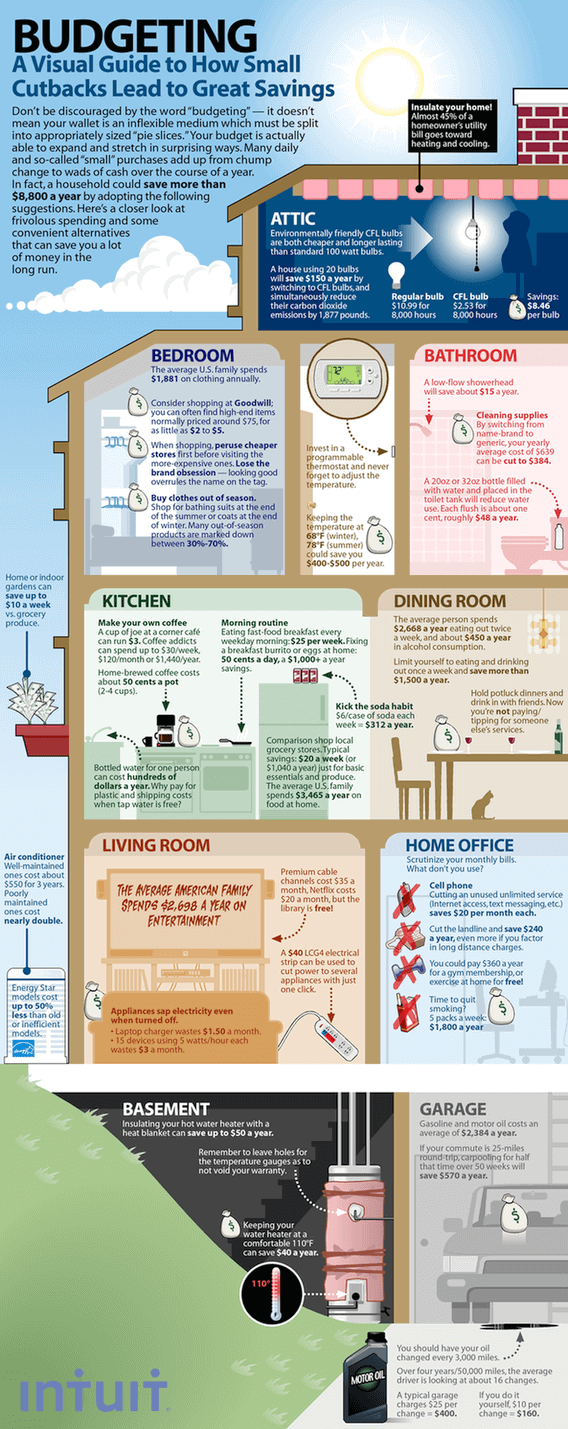 BUDGETING
A Visual Guide to How Small
Cutbacks Lead to Great Savings
Don't be discouraged by the word "budgeting" — it doesn't
mean your wallet is an inflexible medium which must be split
into appropriately sized "pie slices." Your budget is actually
able to expand and stretch in surprising ways. Many daily
and so-called "small" purchases add up from chump
change to wads of cash over the course of a year.
In fact, a household could save more than
$8,800 a year by adopting the following
suggestions. Here's a closer look at
frivolous spending and some
convenient alternatives
that can save you a lot
of money in the
long run.
Insulate your home!
Almost 45% of a
homeowner's utility
bill goes toward
heating and cooling.
ATTIC
Environmentally friendly CFL bulbs
are both cheaper and longer lasting
than standard 100 watt bulbs.
A house using 20 bulbs
will save $150 a year by
switching to CFL bulbs, and
simultaneously reduce
their carbon dioxide
emissions by 1,877 pounds.
Regular bulb
$10.99 for
8,000 hours
CFL bulb
$2.53 for
8,000 hours
Savings:
$8.46
per bulb
BEDROOM
The average U.S. family spends
$1,881 on clothing annually.
Consider shopping at Goodwill;
you can often find high-end items
normally priced around $75, for
as little as $2 to $5.
When shopping, peruse cheaper
stores first before visiting the
more-expensive ones. Lose the
brand obsession — looking good
overrules the name on the tag.
Buy clothes out of season.
Shop for bathing suits at the end
of the summer or coats at the end
of winter. Many out-of-season
products are marked down
between 30%-70%.
72°
Invest in a
programmable
thermostat and never
forget to adjust the
temperature.
Keeping the
temperature at
68°F (winter),
78°F (summer)
could save you
$400-$500 per year.
BATHROOM
A low-flow showerhead
will save about $15 a year.
Cleaning supplies
By switching from
name-brand to
generic, your yearly
average cost of $639
can be cut to $384.
A 20oz or 32oz bottle filled
with water and placed in the
toilet tank will reduce water
use. Each flush is about one
cent, roughly $48 a year.
Home or indoor
gardens can
save up to
$10 a week
vs. grocery
produce.
KITCHEN
Make your own coffee
A cup of joe at a corner café
can run $3. Coffee addicts
can spend up to $30/week,
$120/month or $1,440/year.
Home-brewed coffee costs
about 50 cents a pot
(2-4 cups).
Morning routine
Eating fast-food breakfast every
weekday morning: $25 per week. Fixing
a breakfast burrito or eggs at home:
50 cents a day, a $1,000+ a year
savings.
Kick the soda habit
$6/case of soda each
week = $312 a year.
Bottled water for one person
can cost hundreds of
dollars a year. Why pay for
plastic and shipping costs
when tap water is free?
Comparison shop local
grocery stores. Typical
savings: $20 a week (or
$1,040 a year) just for basic
essentials and produce.
The average U.S. family
spends $3,465 a year on
food at home.
DINING ROOM
The average person spends
$2,668 a year eating out twice
a week, and about $450 a year
in alcohol consumption.
Limit yourself to eating and drinking
out once a week and save more than
$1,500 a year.
Hold potluck dinners and
drink in with friends. Now
you're not paying/
tipping for someone
else's services.
Air conditioner
Well-maintained
ones cost about
$550 for 3 years.
Poorly
maintained
ones cost
nearly double.
Energy Star
models cost
up to 50%
less than old
or inefficient
models.
LIVING ROOM
THE AVERAGE AMERICAN FAMILY
SPENDS $2,698 A YEAR ON
ENTERTAINMENT
Premium cable
channels cost $35 a
month, Netflix costs
$20 a month, but the
library is free!
A $40 LCG4 electrical
strip can be used to
cut power to several
appliances with just
one click.
Appliances sap electricity even
when turned off.
• Laptop charger wastes $1.50 a month.
• 15 devices using 5 watts/hour each
wastes $3 a month.
HOME OFFICE
Scrutinize your monthly bills.
What don't you use?
Cell phone
Cutting an unused unlimited service
(Internet access, text messaging, etc.)
saves $20 per month each.
Cut the landline and save $240
a year, even more if you factor
in long distance charges.
You could pay $360 a year
for a gym membership, or
exercise at home for free!
Time to quit
smoking?
5 packs a week:
$1,800 a year
BASEMENT
Insulating your hot water heater with a
heat blanket can save up to $50 a year.
Remember to leave holes for
the temperature gauges as to
not void your warranty.
Keeping your
water heater at a
comfortable 110°F
can save $40 a year.
110°
GARAGE
Gasoline and motor oil costs an
average of $2,384 a year.
If your commute is 25-miles
round-trip, carpooling for half
that time over 50 weeks will
save $570 a year.
MOTOR OIL
You should have your oil
changed every 3,000 miles.
Over four years/50,000 miles, the average
driver is looking at about 16 changes.
A typical garage
charges $25 per
change = $400.
If you do it
yourself, $10 per
change = $160.
intuit.